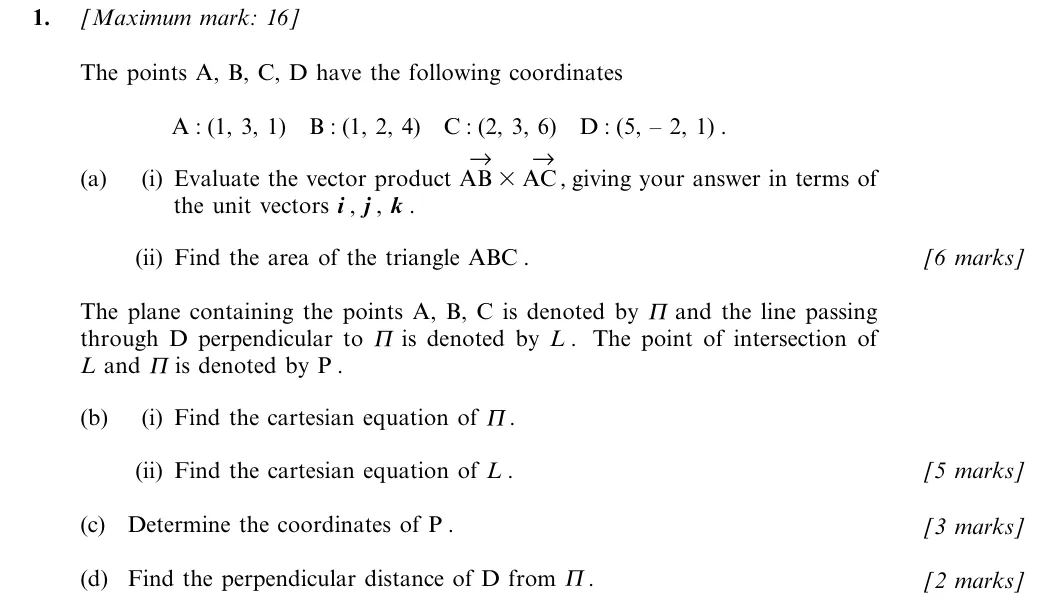 1. [Maximum mark: 16]
The points A, B, C, D have the following coordinates
A : (1, 3, 1) B : (1, 2, 4) C : (2, 3, 6) D : (5, – 2, 1) .
(a) (i) Evaluate the vector product AB⃗ × AC⃗ , giving your answer in terms of
the unit vectors i , j , k .
(ii) Find the area of the triangle ABC . [6 marks]
The plane containing the points A, B, C is denoted by Π and the line passing
through D perpendicular to Π is denoted by L . The point of intersection of
L and Π is denoted by P .
(b) (i) Find the cartesian equation of Π .
(ii) Find the cartesian equation of L . [5 marks]
(c) Determine the coordinates of P . [3 marks]
(d) Find the perpendicular distance of D from Π . [2 marks]